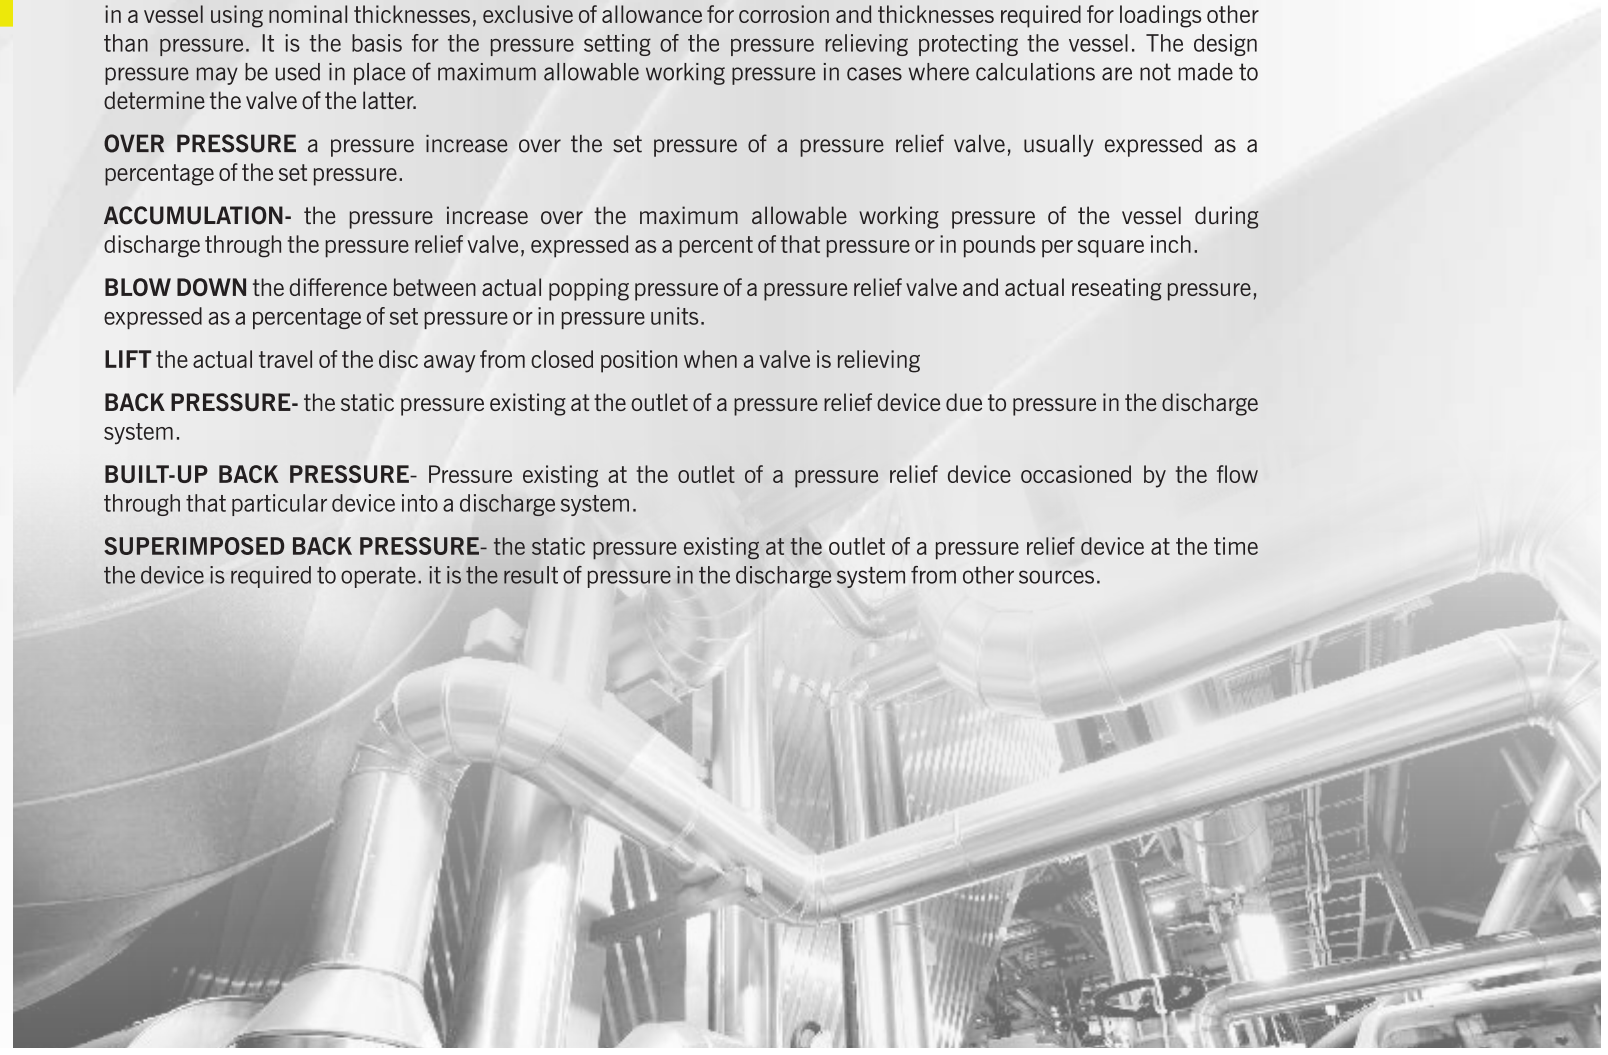 in a vessel using nominal thicknesses, exclusive of allowance for corrosion and thicknesses required for loadings other
than pressure. It is the basis for the pressure setting of the pressure relieving protecting the vessel. The design
pressure may be used in place of maximum allowable working pressure in cases where calculations are not made to
determine the valve of the latter.
OVER PRESSURE a pressure increase over the set pressure of a pressure relief valve, usually expressed as a
percentage of the set pressure.
ACCUMULATION- the pressure increase over the maximum allowable working pressure of the vessel during
discharge through the pressure relief valve, expressed as a percent of that pressure or in pounds per square inch.
BLOW DOWN the difference between actual popping pressure of a pressure relief valve and actual reseating pressure,
expressed as a percentage of set pressure or in pressure units.
LIFT the actual travel of the disc away from closed position when a valve is relieving
BACK PRESSURE- the static pressure existing at the outlet of a pressure relief device due to pressure in the discharge
system.
BUILT-UP BACK PRESSURE- Pressure existing at the outlet of a pressure relief device occasioned by the flow
through that particular device into a discharge system.
SUPERIMPOSED BACK PRESSURE- the static pressure existing at the outlet of a pressure relief device at the time
the device is required to operate. it is the result of pressure in the discharge system from other sources.